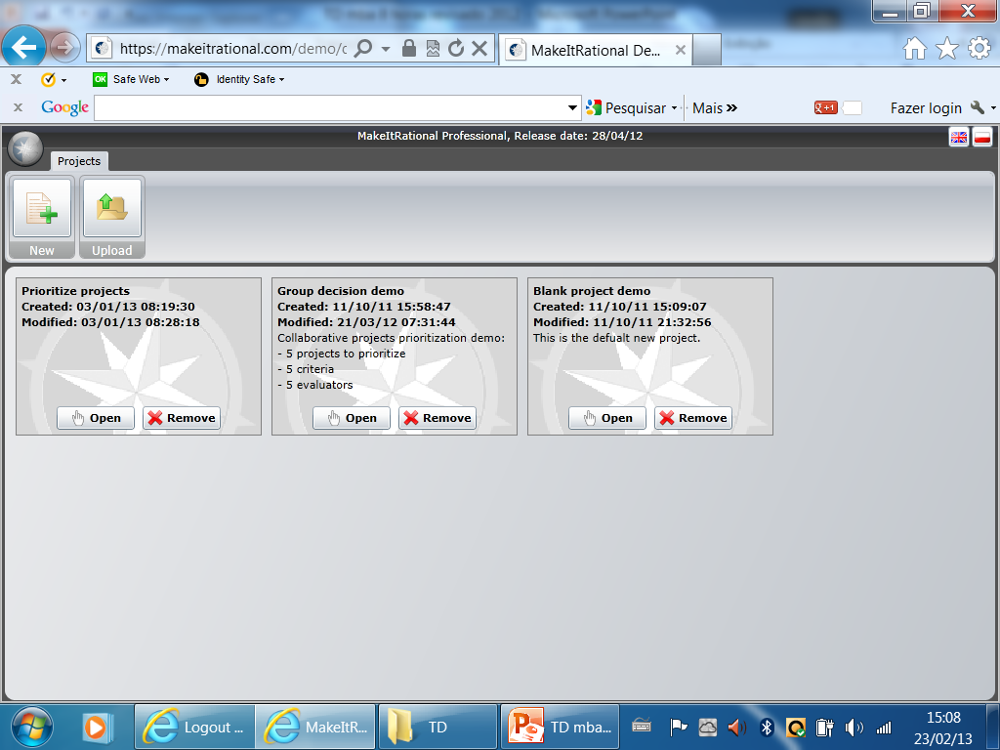 https://makeitrational.com/demo/c
MakeItRational De...
Safe Web
Identity Safe
Google
Pesquisar
Mais
+1
Fazer login
MakeItRational Professional, Release date: 28/04/12
Projects
New
Upload
Prioritize projects
Created: 03/01/13 08:19:30
Modified: 03/01/13 08:28:18
Open
Remove
Group decision demo
Created: 11/10/11 15:58:47
Modified: 21/03/12 07:31:44
Collaborative projects prioritization demo:
- 5 projects to prioritize
- 5 criteria
- 5 evaluators
Open
Remove
Blank project demo
Created: 11/10/11 15:09:07
Modified: 11/10/11 21:32:56
This is the defualt new project.
Open
Remove
Logout ...
MakeItR...
TD
TD mba...
15:08
23/02/13